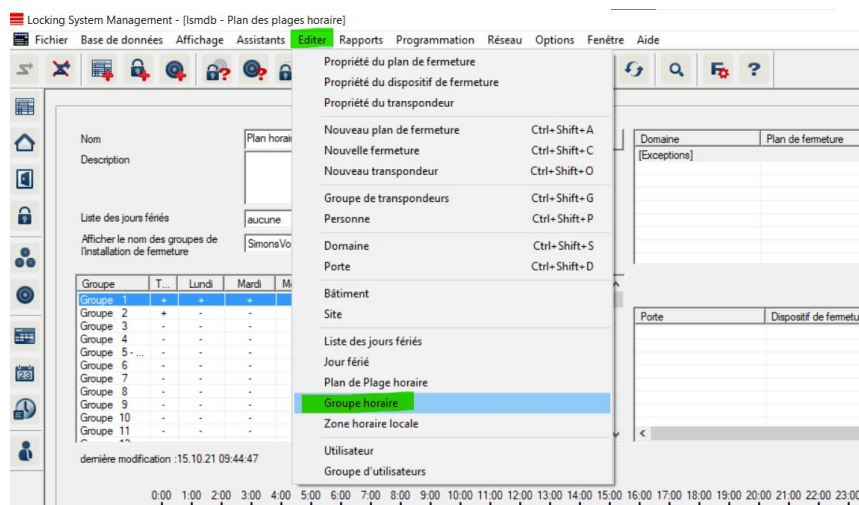 Locking System Management - [lsmdb - Plan des plages horaire]
Fichier Base de données Affichage Assistants Editer Rapports Programmation Réseau Options Fenêtre Aide
Propriété du plan de fermeture
Propriété du dispositif de fermeture
Propriété du transpondeur
Nouveau plan de fermeture Ctrl+Shift+A
Nouvelle fermeture Ctrl+Shift+C
Nouveau transpondeur Ctrl+Shift+O
Groupe de transpondeurs Ctrl+Shift+G
Personne Ctrl+Shift+P
Domaine Ctrl+Shift+S
Porte Ctrl+Shift+D
Bâtiment
Site
Liste des jours fériés
Jour férié
Plan de Plage horaire
Groupe horaire
Zone horaire locale
Utilisateur
Groupe d'utilisateurs
Nom Plan horai
Description
Liste des jours fériés aucune
Afficher le nom des groupes de
l'installation de fermeture SimonsVo
Groupe T... Lundi Mardi M
Groupe 1 + + +
Groupe 2 + - -
Groupe 3 - - -
Groupe 4 - - -
Groupe 5 - ... - - -
Groupe 6 - - -
Groupe 7 - - -
Groupe 8 - - -
Groupe 9 - - -
Groupe 10 - - -
Groupe 11 - - -
dernière modification :15.10.21 09:44:47
Domaine Plan de fermeture
[Exceptions]
Porte Dispositif de fermetu
0:00 1:00 2:00 3:00 4:00 5:00 6:00 7:00 8:00 9:00 10:00 11:00 12:00 13:00 14:00 15:00 16:00 17:00 18:00 19:00 20:00 21:00 22:00 23:00